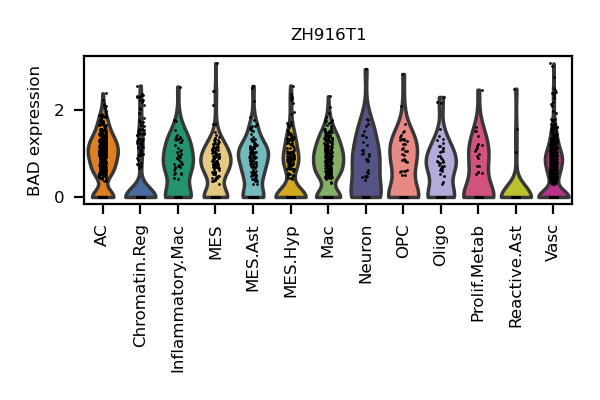 ZH916T1
BAD expression
2
0
AC
Chromatin.Reg
Inflammatory.Mac
MES
MES.Ast
MES.Hyp
Mac
Neuron
OPC
Oligo
Prolif.Metab
Reactive.Ast
Vasc